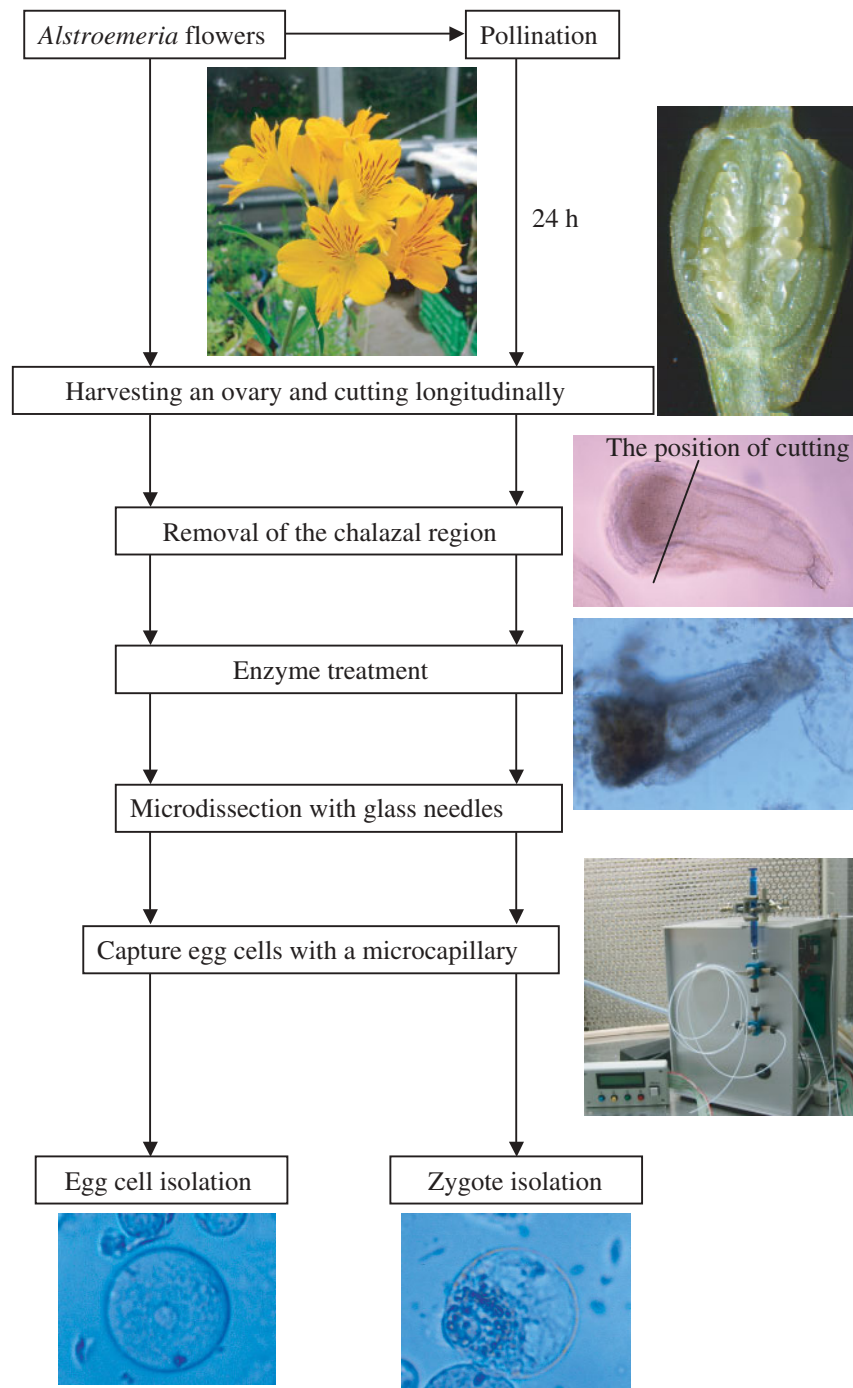 Alstroemeria flowers
Pollination
24 h
Harvesting an ovary and cutting longitudinally
The position of cutting
Removal of the chalazal region
Enzyme treatment
Microdissection with glass needles
Capture egg cells with a microcapillary
Egg cell isolation
Zygote isolation